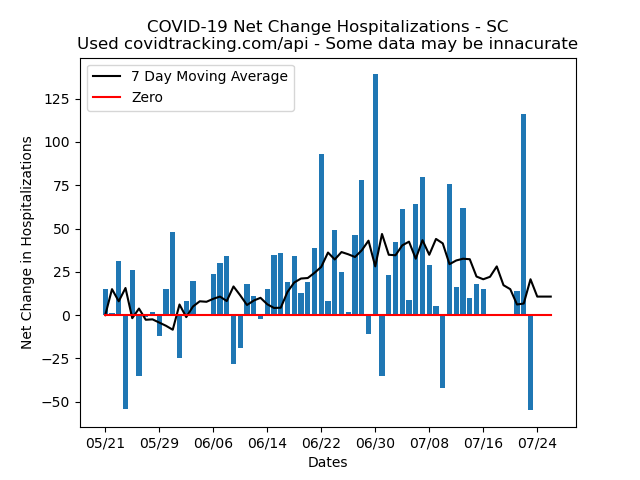 COVID-19 Net Change Hospitalizations - SC
Used covidtracking.com/api - Some data may be innacurate
7 Day Moving Average
Zero
Net Change in Hospitalizations
125
100
75
50
25
0
−25
−50
05/21 05/29 06/06 06/14 06/22 06/30 07/08 07/16 07/24
Dates